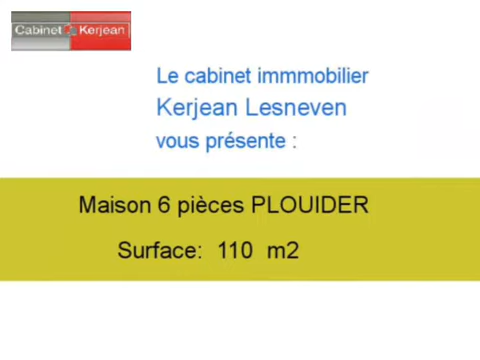 Cabinet Kerjean
Le cabinet immmobilier
Kerjean Lesneven
vous présente :
Maison 6 pièces PLOUIDER
Surface: 110 m2